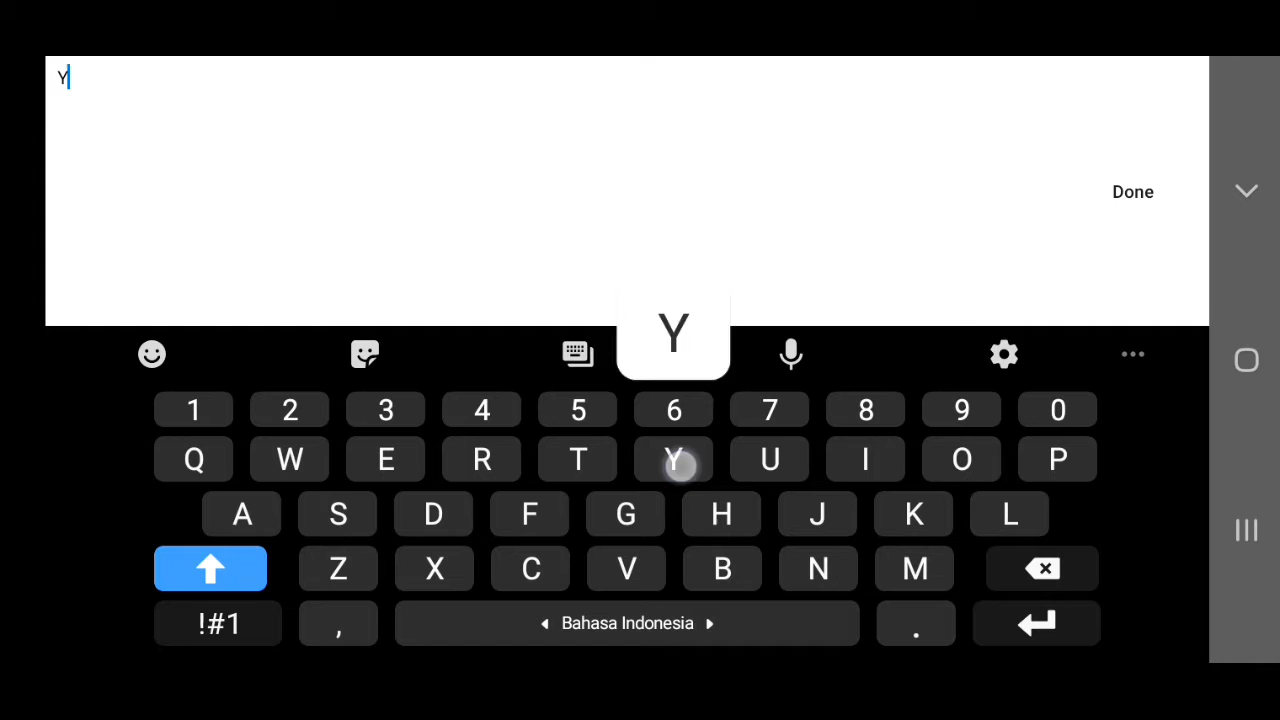 Y
Done
Y
1 2 3 4 5 6 7 8 9 0
Q W E R T Y U I O P
A S D F G H J K L
Z X C V B N M
!#1 , Bahasa Indonesia .